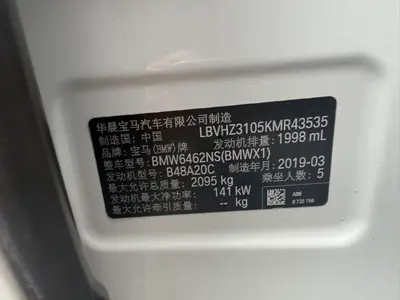 华晨宝马汽车有限公司制造
制造国：中国 LBVHZ3105KMR43535
品牌：宝马(BMW)牌 发动机排量：1998 mL
整车型号：BMW6462NS(BMWX1)
发动机型号：B48A20C 制造年月：2019-03
最大允许总质量：2095 kg 乘坐人数：5
发动机最大净功率：141 kW A96
最大允许牵引质量：-- kg